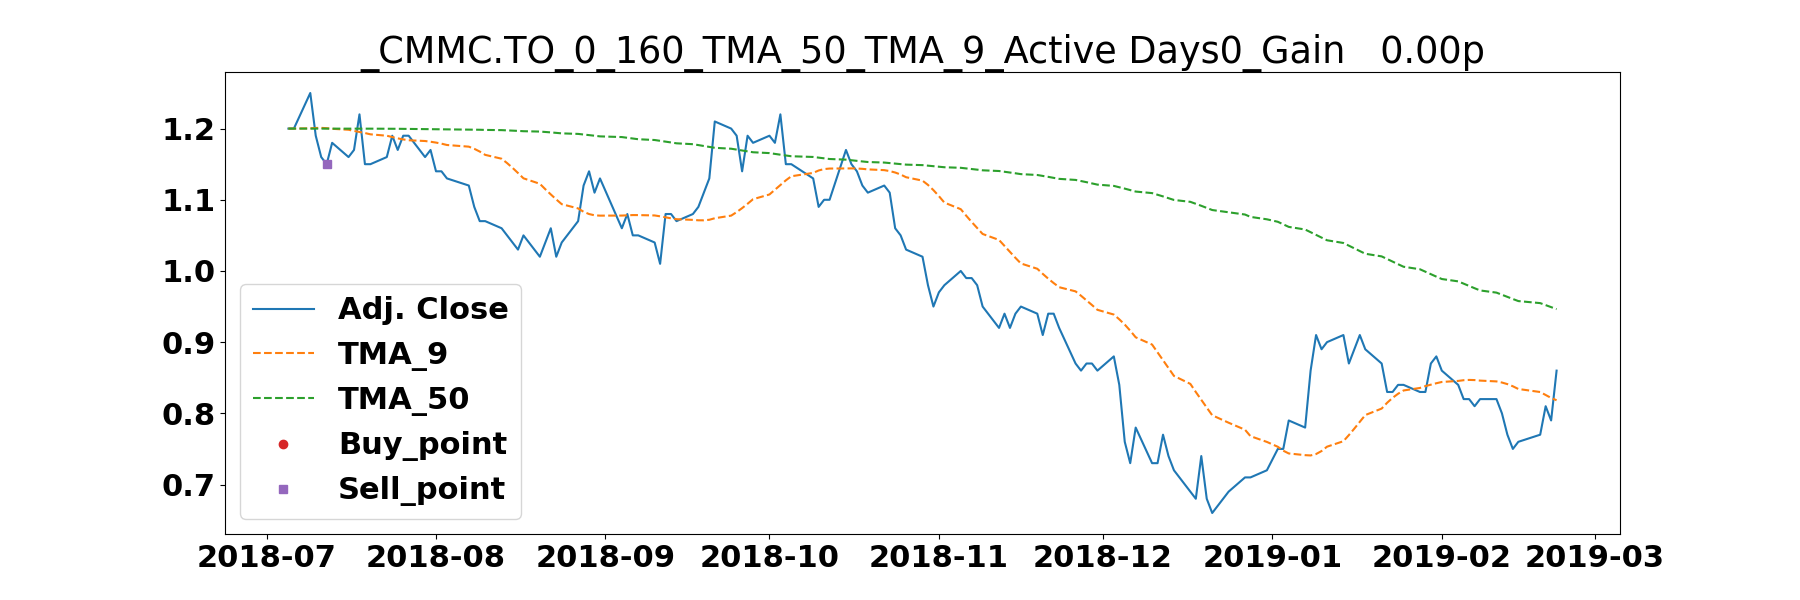 _CMMC.TO_0_160_TMA_50_TMA_9_Active Days0_Gain   0.00p
1.2
1.1
1.0
0.9
0.8
0.7
Adj. Close
TMA_9
TMA_50
Buy_point
Sell_point
2018-07 2018-08 2018-09 2018-10 2018-11 2018-12 2019-01 2019-02 2019-03